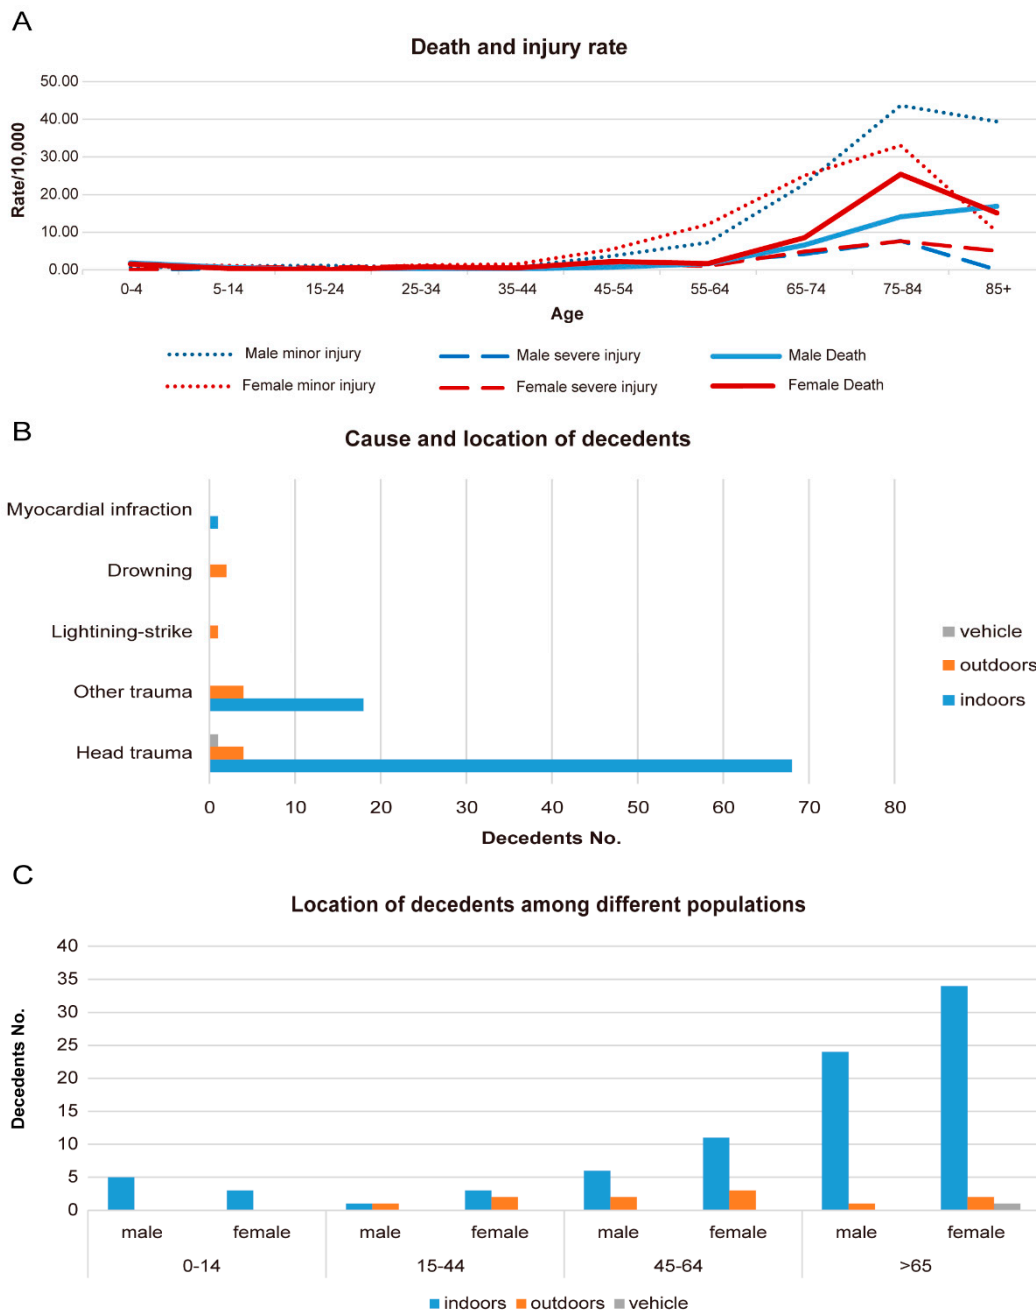 A
Death and injury rate
50.00
40.00
30.00
20.00
10.00
0.00
Rate/10,000
0-4 5-14 15-24 25-34 35-44 45-54 55-64 65-74 75-84 85+
Age
Male minor injury Male severe injury Male Death
Female minor injury Female severe injury Female Death
B
Cause and location of decedents
Myocardial infraction
Drowning
Lightining-strike
Other trauma
Head trauma
vehicle
outdoors
indoors
0 10 20 30 40 50 60 70 80
Decedents No.
C
Location of decedents among different populations
40
35
30
25
20
15
10
5
0
Decedents No.
male female male female male female male female
0-14 15-44 45-64 >65
indoors outdoors vehicle